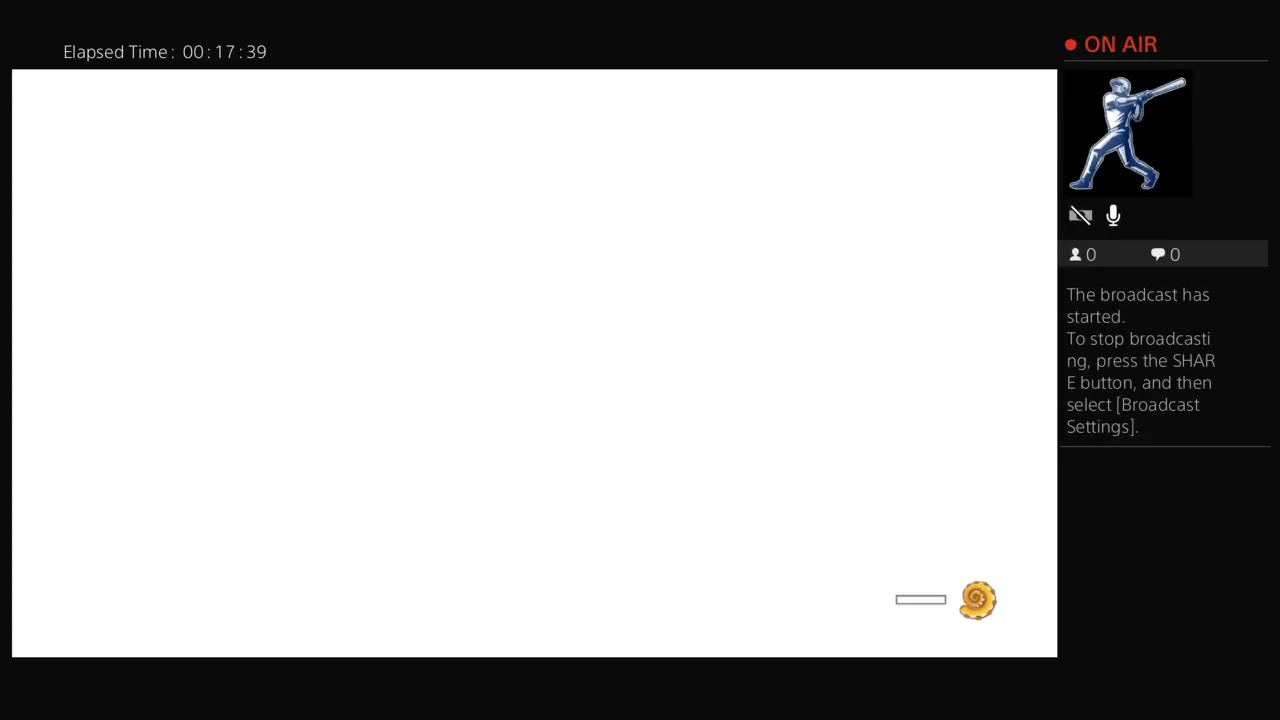 Elapsed Time: 00:17:39
ON AIR
0 0
The broadcast has
started.
To stop broadcasti
ng, press the SHAR
E button, and then
select [Broadcast
Settings].